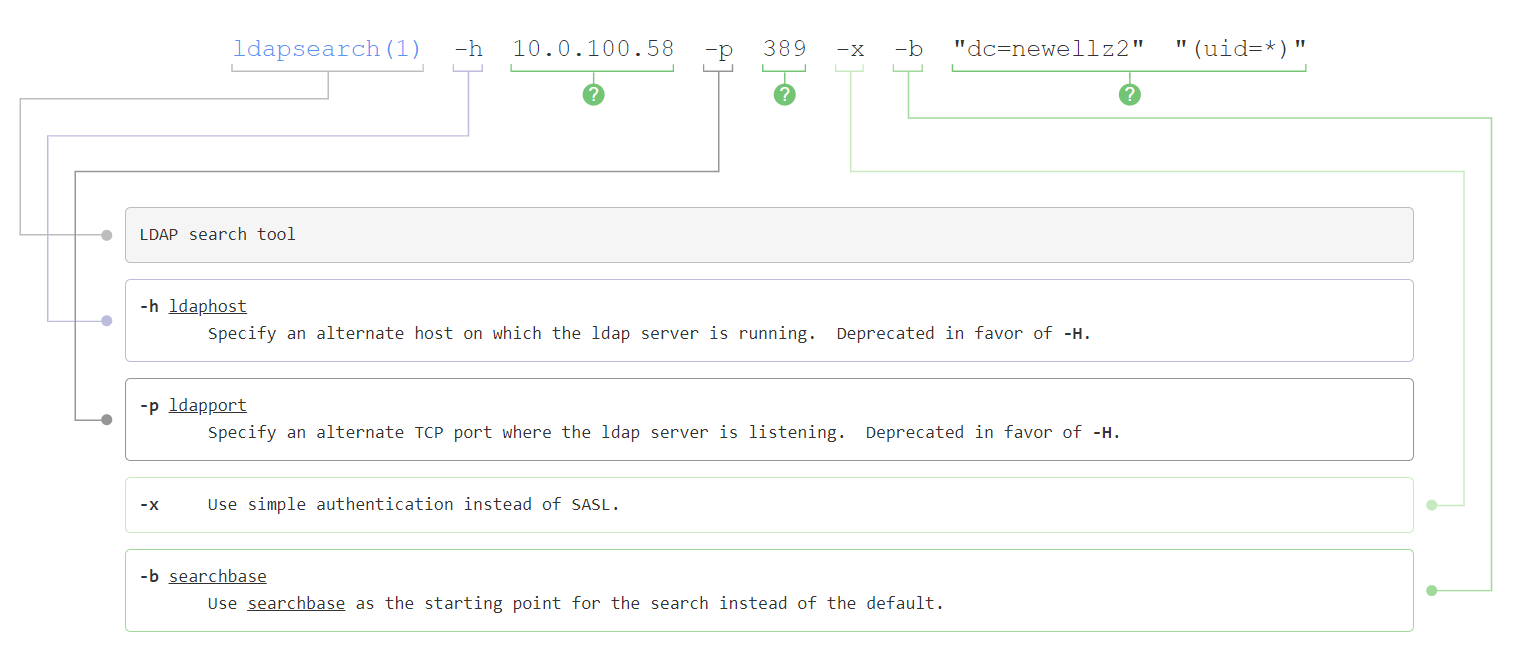 ldapsearch(1) -h 10.0.100.58 -p 389 -x -b "dc=newellz2" "(uid=*)"
? ? ?
LDAP search tool
-h ldaphost
Specify an alternate host on which the ldap server is running. Deprecated in favor of -H.
-p ldapport
Specify an alternate TCP port where the ldap server is listening. Deprecated in favor of -H.
-x Use simple authentication instead of SASL.
-b searchbase
Use searchbase as the starting point for the search instead of the default.